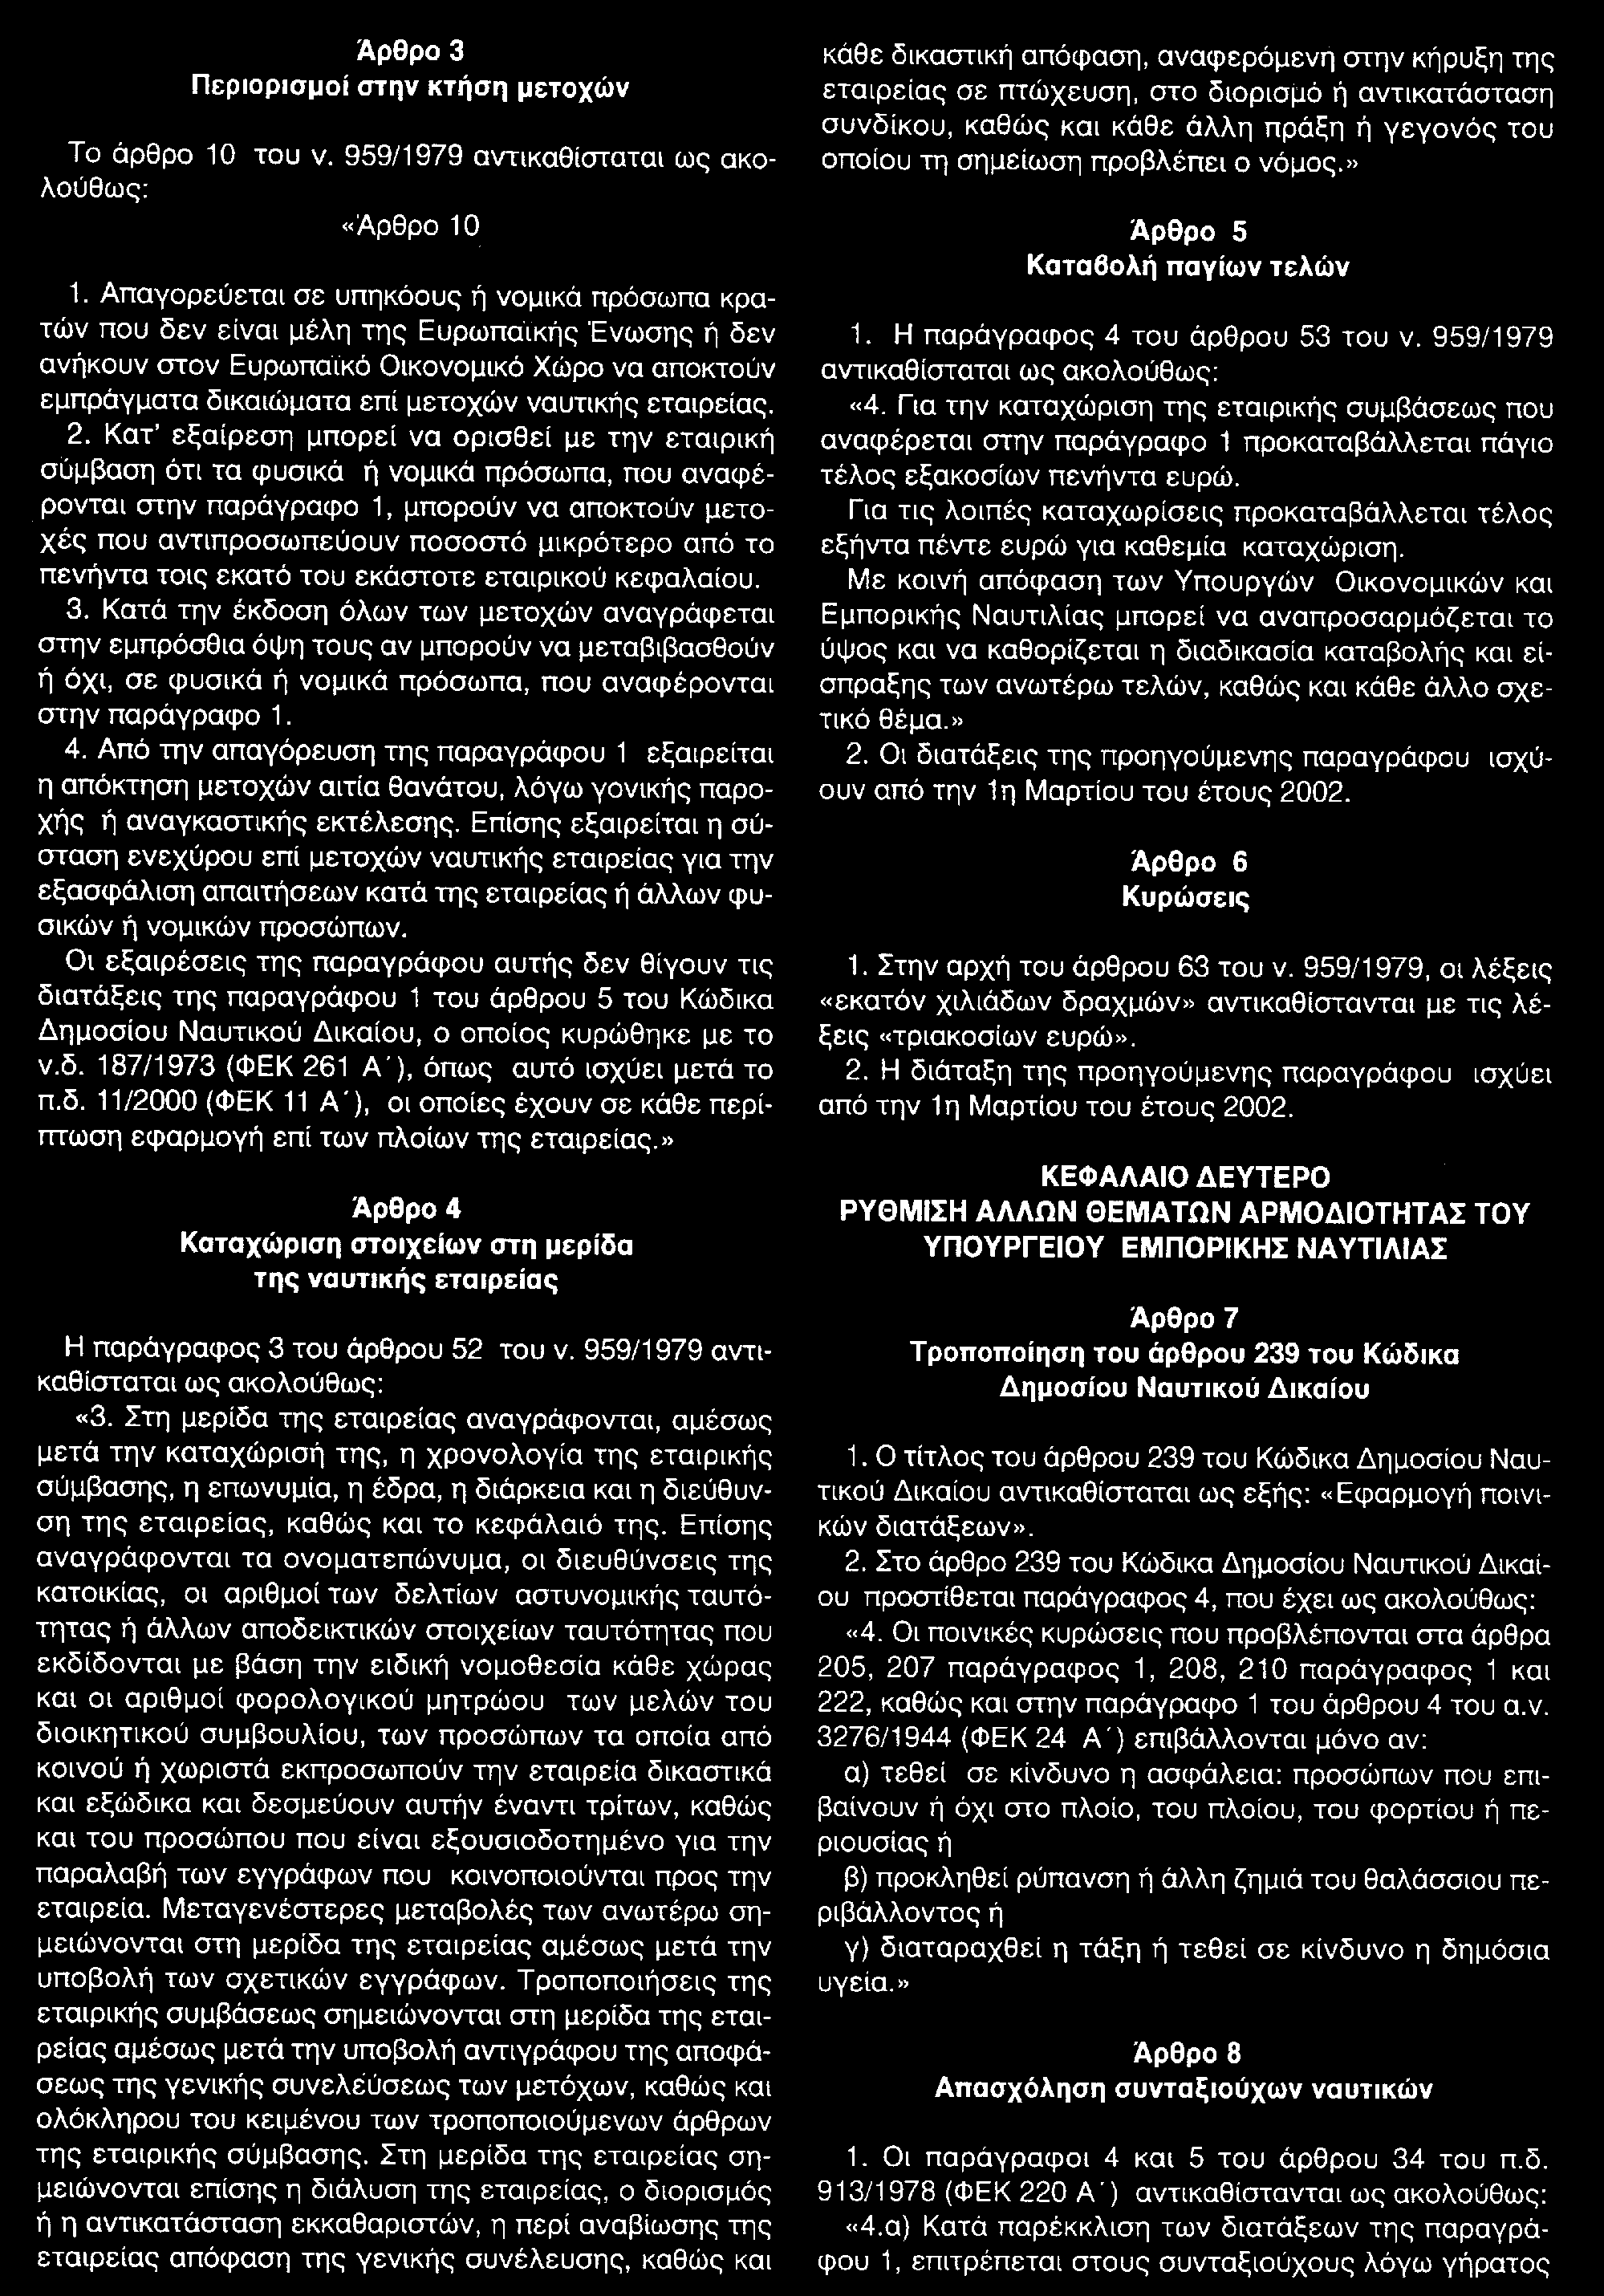 Άρθρο 3
Περιορισμοί στην κτήση μετοχών
Το άρθρο 10 του ν. 959/1979 αντικαθίσταται ως ακο-
λούθως:
«Άρθρο 10
1. Απαγορεύεται σε υπηκόους ή νομικά πρόσωπα κρα-
τών που δεν είναι μέλη της Ευρωπαϊκής Ένωσης ή δεν
ανήκουν στον Ευρωπαϊκό Οικονομικό Χώρο να αποκτούν
εμπράγματα δικαιώματα επί μετοχών ναυτικής εταιρείας.
2. Κατ' εξαίρεση μπορεί να ορισθεί με την εταιρική
σύμβαση ότι τα φυσικά ή νομικά πρόσωπα, που αναφέ-
ρονται στην παράγραφο 1, μπορούν να αποκτούν μετο-
χές που αντιπροσωπεύουν ποσοστό μικρότερο από το
πενήντα τοις εκατό του εκάστοτε εταιρικού κεφαλαίου.
3. Κατά την έκδοση όλων των μετοχών αναγράφεται
στην εμπρόσθια όψη τους αν μπορούν να μεταβιβασθούν
ή όχι, σε φυσικά ή νομικά πρόσωπα, που αναφέρονται
στην παράγραφο 1.
4. Από την απαγόρευση της παραγράφου 1 εξαιρείται
η απόκτηση μετοχών αιτία θανάτου, λόγω γονικής παρο-
χής ή αναγκαστικής εκτέλεσης. Επίσης εξαιρείται η σύ-
σταση ενεχύρου επί μετοχών ναυτικής εταιρείας για την
εξασφάλιση απαιτήσεων κατά της εταιρείας ή άλλων φυ-
σικών ή νομικών προσώπων.
Οι εξαιρέσεις της παραγράφου αυτής δεν θίγουν τις
διατάξεις της παραγράφου 1 του άρθρου 5 του Κώδικα
Δημοσίου Ναυτικού Δικαίου, ο οποίος κυρώθηκε με το
ν.δ. 187/1973 (ΦΕΚ 261 Α΄), όπως αυτό ισχύει μετά το
π.δ. 11/2000 (ΦΕΚ 11 Α΄), οι οποίες έχουν σε κάθε περί-
πτωση εφαρμογή επί των πλοίων της εταιρείας.»
Άρθρο 4
Καταχώριση στοιχείων στη μερίδα
της ναυτικής εταιρείας
Η παράγραφος 3 του άρθρου 52 του ν. 959/1979 αντι-
καθίσταται ως ακολούθως:
«3. Στη μερίδα της εταιρείας αναγράφονται, αμέσως
μετά την καταχώρισή της, η χρονολογία της εταιρικής
σύμβασης, η επωνυμία, η έδρα, η διάρκεια και η διεύθυν-
ση της εταιρείας, καθώς και το κεφάλαιό της. Επίσης
αναγράφονται τα ονοματεπώνυμα, οι διευθύνσεις της
κατοικίας, οι αριθμοί των δελτίων αστυνομικής ταυτό-
τητας ή άλλων αποδεικτικών στοιχείων ταυτότητας που
εκδίδονται με βάση την ειδική νομοθεσία κάθε χώρας
και οι αριθμοί φορολογικού μητρώου των μελών του
διοικητικού συμβουλίου, των προσώπων τα οποία από
κοινού ή χωριστά εκπροσωπούν την εταιρεία δικαστικά
και εξώδικα και δεσμεύουν αυτήν έναντι τρίτων, καθώς
και του προσώπου που είναι εξουσιοδοτημένο για την
παραλαβή των εγγράφων που κοινοποιούνται προς την
εταιρεία. Μεταγενέστερες μεταβολές των ανωτέρω ση-
μειώνονται στη μερίδα της εταιρείας αμέσως μετά την
υποβολή των σχετικών εγγράφων. Τροποποιήσεις της
εταιρικής συμβάσεως σημειώνονται στη μερίδα της εται-
ρείας αμέσως μετά την υποβολή αντιγράφου της αποφά-
σεως της γενικής συνελεύσεως των μετόχων, καθώς και
ολόκληρου του κειμένου των τροποποιούμενων άρθρων
της εταιρικής σύμβασης. Στη μερίδα της εταιρείας ση-
μειώνονται επίσης η διάλυση της εταιρείας, ο διορισμός
ή η αντικατάσταση εκκαθαριστών, η περί αναβίωσης της
εταιρείας απόφαση της γενικής συνέλευσης, καθώς και
κάθε δικαστική απόφαση, αναφερόμενη στην κήρυξη της
εταιρείας σε πτώχευση, στο διορισμό ή αντικατάσταση
συνδίκου, καθώς και κάθε άλλη πράξη ή γεγονός του
οποίου τη σημείωση προβλέπει ο νόμος.»
Άρθρο 5
Καταβολή παγίων τελών
1. Η παράγραφος 4 του άρθρου 53 του ν. 959/1979
αντικαθίσταται ως ακολούθως:
«4. Για την καταχώριση της εταιρικής συμβάσεως που
αναφέρεται στην παράγραφο 1 προκαταβάλλεται πάγιο
τέλος εξακοσίων πενήντα ευρώ.
Για τις λοιπές καταχωρίσεις προκαταβάλλεται τέλος
εξήντα πέντε ευρώ για καθεμία καταχώριση.
Με κοινή απόφαση των Υπουργών Οικονομικών και
Εμπορικής Ναυτιλίας μπορεί να αναπροσαρμόζεται το
ύψος και να καθορίζεται η διαδικασία καταβολής και εί-
σπραξης των ανωτέρω τελών, καθώς και κάθε άλλο σχε-
τικό θέμα.»
2. Οι διατάξεις της προηγούμενης παραγράφου ισχύ-
ουν από την 1η Μαρτίου του έτους 2002.
Άρθρο 6
Κυρώσεις
1. Στην αρχή του άρθρου 63 του ν. 959/1979, οι λέξεις
«εκατόν χιλιάδων δραχμών» αντικαθίστανται με τις λέ-
ξεις «τριακοσίων ευρώ».
2. Η διάταξη της προηγούμενης παραγράφου ισχύει
από την 1η Μαρτίου του έτους 2002.
ΚΕΦΑΛΑΙΟ ΔΕΥΤΕΡΟ
ΡΥΘΜΙΣΗ ΑΛΛΩΝ ΘΕΜΑΤΩΝ ΑΡΜΟΔΙΟΤΗΤΑΣ ΤΟΥ
ΥΠΟΥΡΓΕΙΟΥ ΕΜΠΟΡΙΚΗΣ ΝΑΥΤΙΛΙΑΣ
Άρθρο 7
Τροποποίηση του άρθρου 239 του Κώδικα
Δημοσίου Ναυτικού Δικαίου
1. Ο τίτλος του άρθρου 239 του Κώδικα Δημοσίου Ναυ-
τικού Δικαίου αντικαθίσταται ως εξής: «Εφαρμογή ποινι-
κών διατάξεων».
2. Στο άρθρο 239 του Κώδικα Δημοσίου Ναυτικού Δικαί-
ου προστίθεται παράγραφος 4, που έχει ως ακολούθως:
«4. Οι ποινικές κυρώσεις που προβλέπονται στα άρθρα
205, 207 παράγραφος 1, 208, 210 παράγραφος 1 και
222, καθώς και στην παράγραφο 1 του άρθρου 4 του α.ν.
3276/1944 (ΦΕΚ 24 Α΄) επιβάλλονται μόνο αν:
α) τεθεί σε κίνδυνο η ασφάλεια: προσώπων που επι-
βαίνουν ή όχι στο πλοίο, του πλοίου, του φορτίου ή πε-
ριουσίας ή
β) προκληθεί ρύπανση ή άλλη ζημιά του θαλάσσιου πε-
ριβάλλοντος ή
γ) διαταραχθεί η τάξη ή τεθεί σε κίνδυνο η δημόσια
υγεία.»
Άρθρο 8
Απασχόληση συνταξιούχων ναυτικών
1. Οι παράγραφοι 4 και 5 του άρθρου 34 του π.δ.
913/1978 (ΦΕΚ 220 Α΄) αντικαθίστανται ως ακολούθως:
«4.α) Κατά παρέκκλιση των διατάξεων της παραγρά-
φου 1, επιτρέπεται στους συνταξιούχους λόγω γήρατος